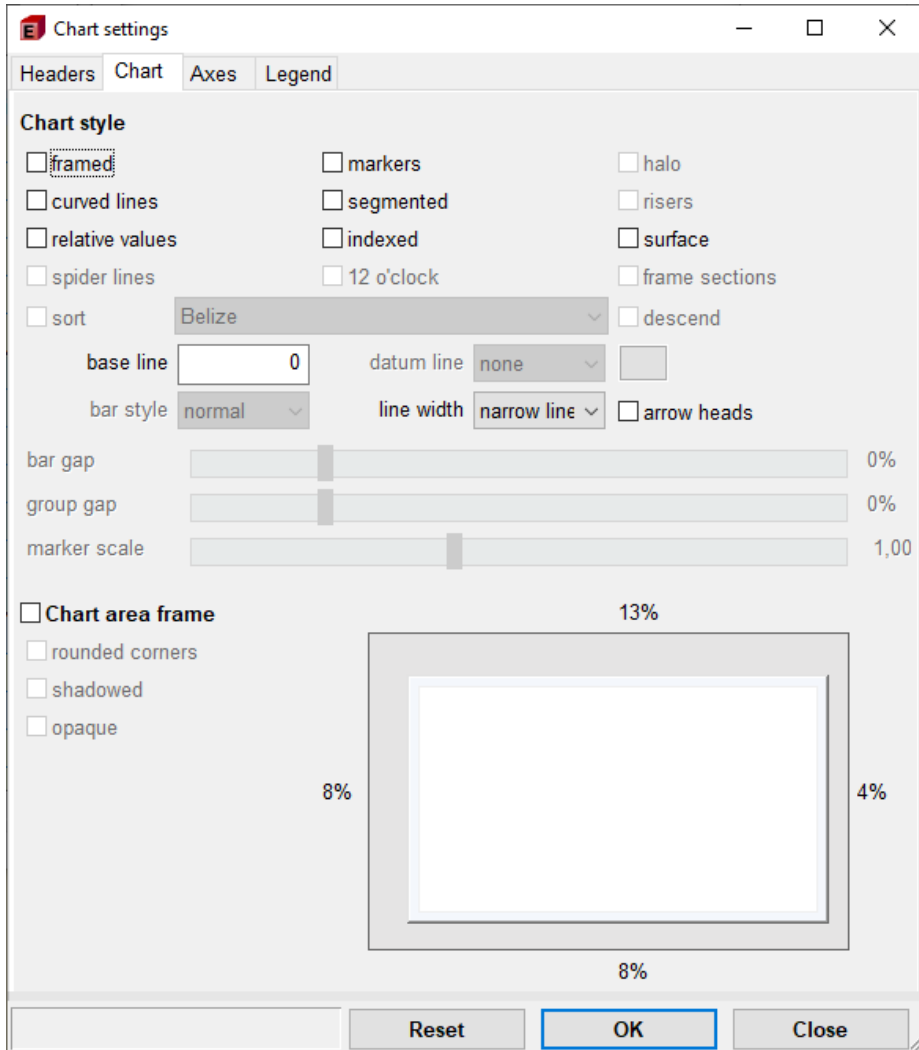 E Chart settings
Headers Chart Axes Legend
Chart style
framed markers halo
curved lines segmented risers
relative values indexed surface
spider lines 12 o'clock frame sections
sort Belize descend
base line 0 datum line none
bar style normal line width narrow line arrow heads
bar gap 0%
group gap 0%
marker scale 1,00
Chart area frame 13%
rounded corners
shadowed
opaque
8% 4%
8%
Reset OK Close